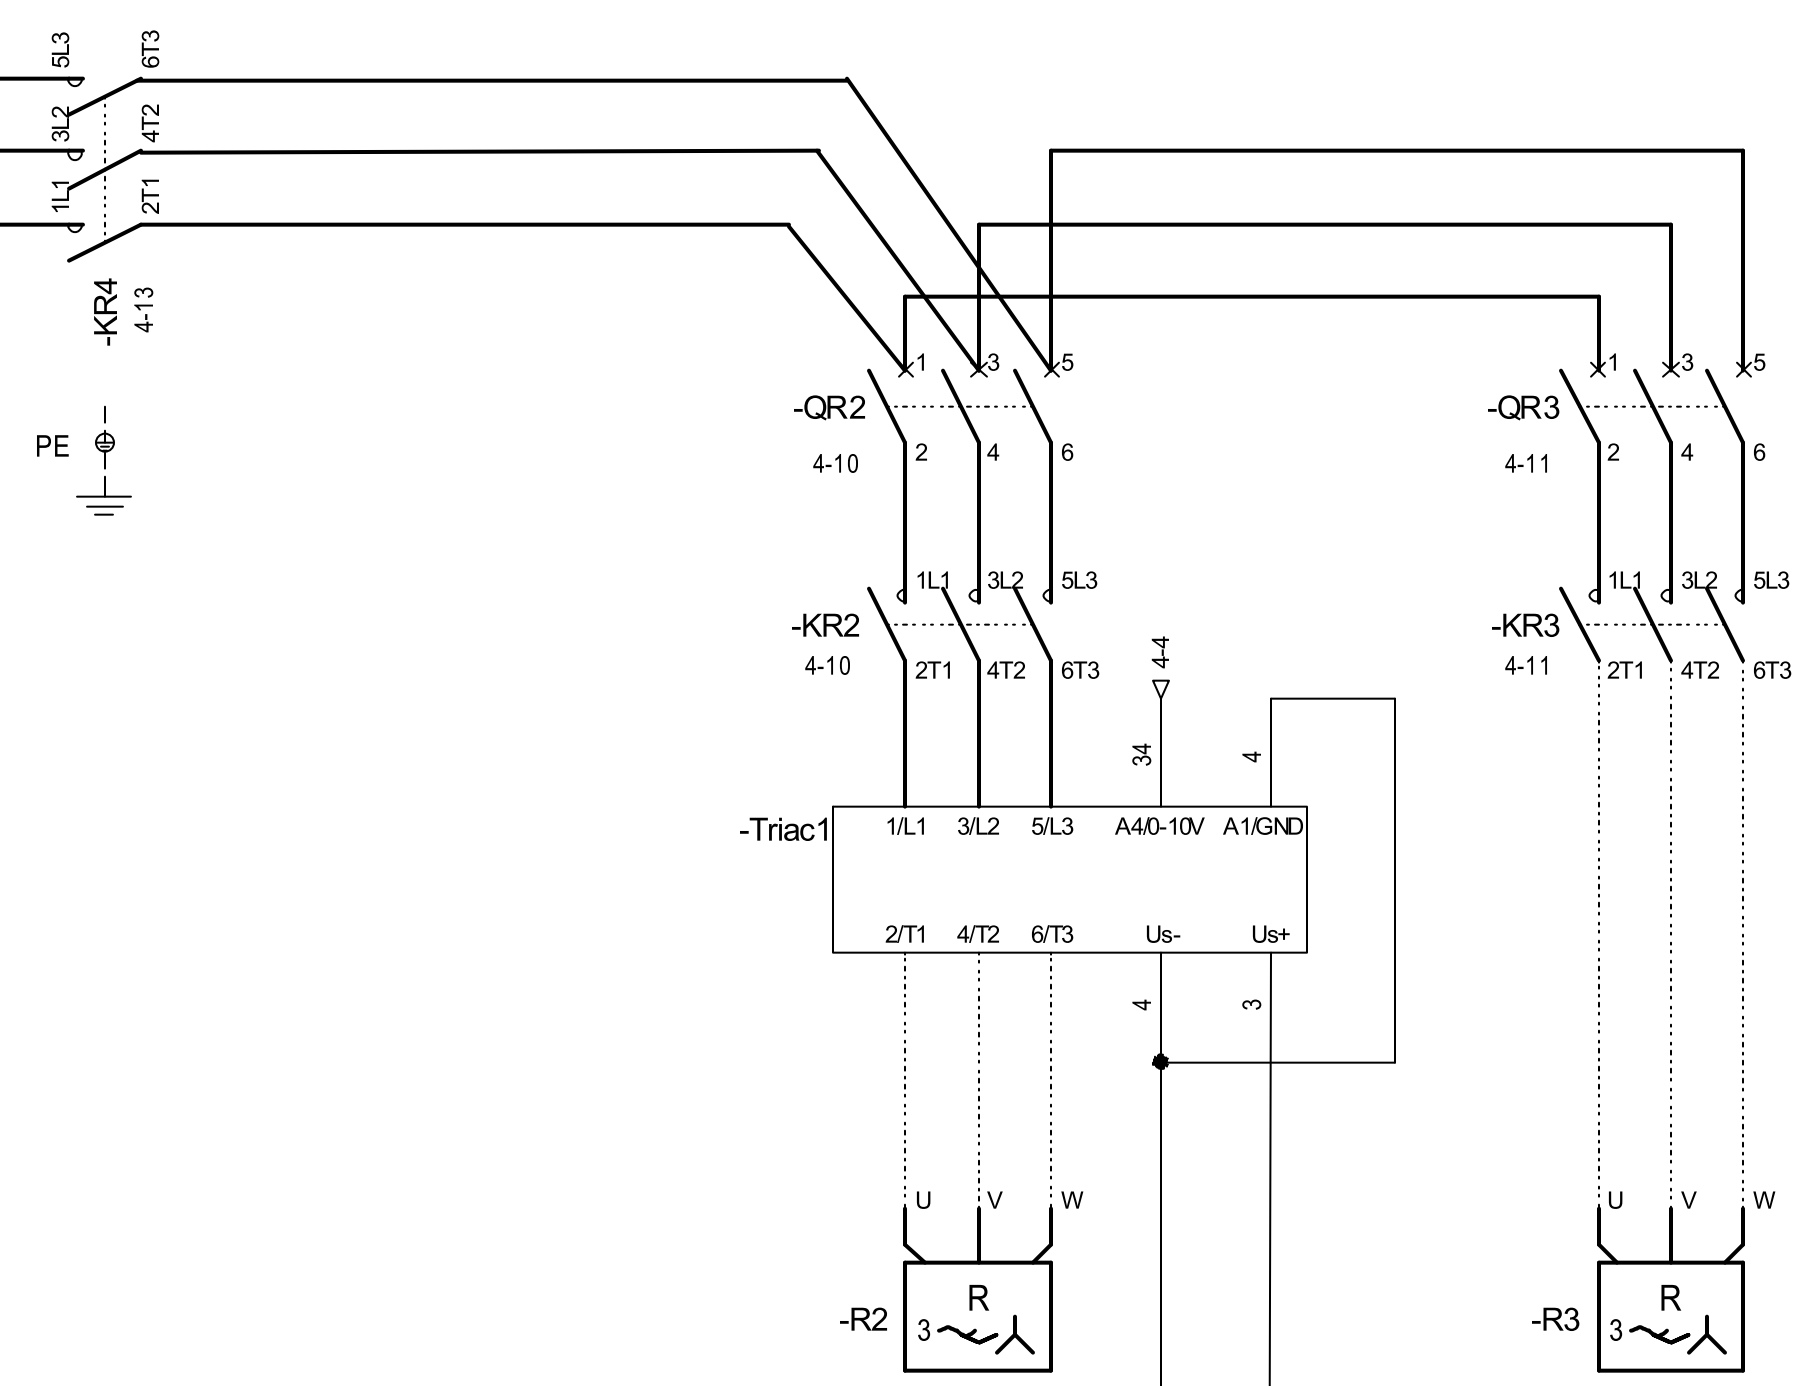 5L3
6T3
3L2
4T2
1L1
2T1
-KR4
4-13
PE
1 3 5
-QR2
4-10
2 4 6
1 3 5
-QR3
4-11
2 4 6
1L1 3L2 5L3
-KR2
4-10
2T1 4T2 6T3
1L1 3L2 5L3
-KR3
4-11
2T1 4T2 6T3
4-4
34
4
-Triac1
1/L1 3/L2 5/L3 A4/0-10V A1/GND
2/T1 4/T2 6/T3 Us- Us+
4
3
U V W
U V W
R
-R2
3
R
-R3
3